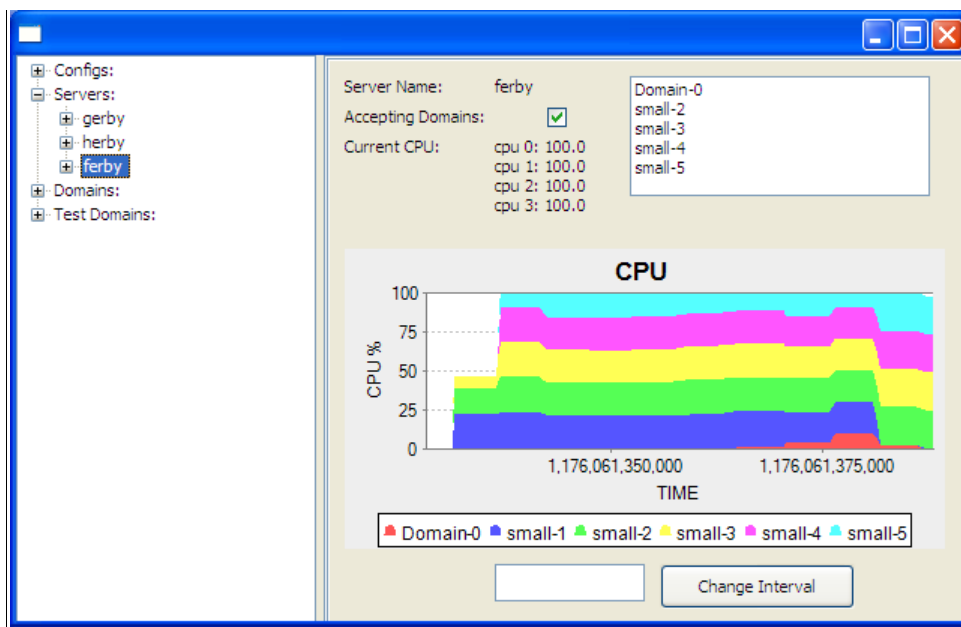 Configs:
Servers:
gerby
herby
ferby
Domains:
Test Domains:
Server Name: ferby
Accepting Domains:
Current CPU: cpu 0: 100.0
cpu 1: 100.0
cpu 2: 100.0
cpu 3: 100.0
Domain-0
small-2
small-3
small-4
small-5
CPU
100
75
50
25
0
CPU %
1,176,061,350,000 1,176,061,375,000
TIME
Domain-0 small-1 small-2 small-3 small-4 small-5
Change Interval